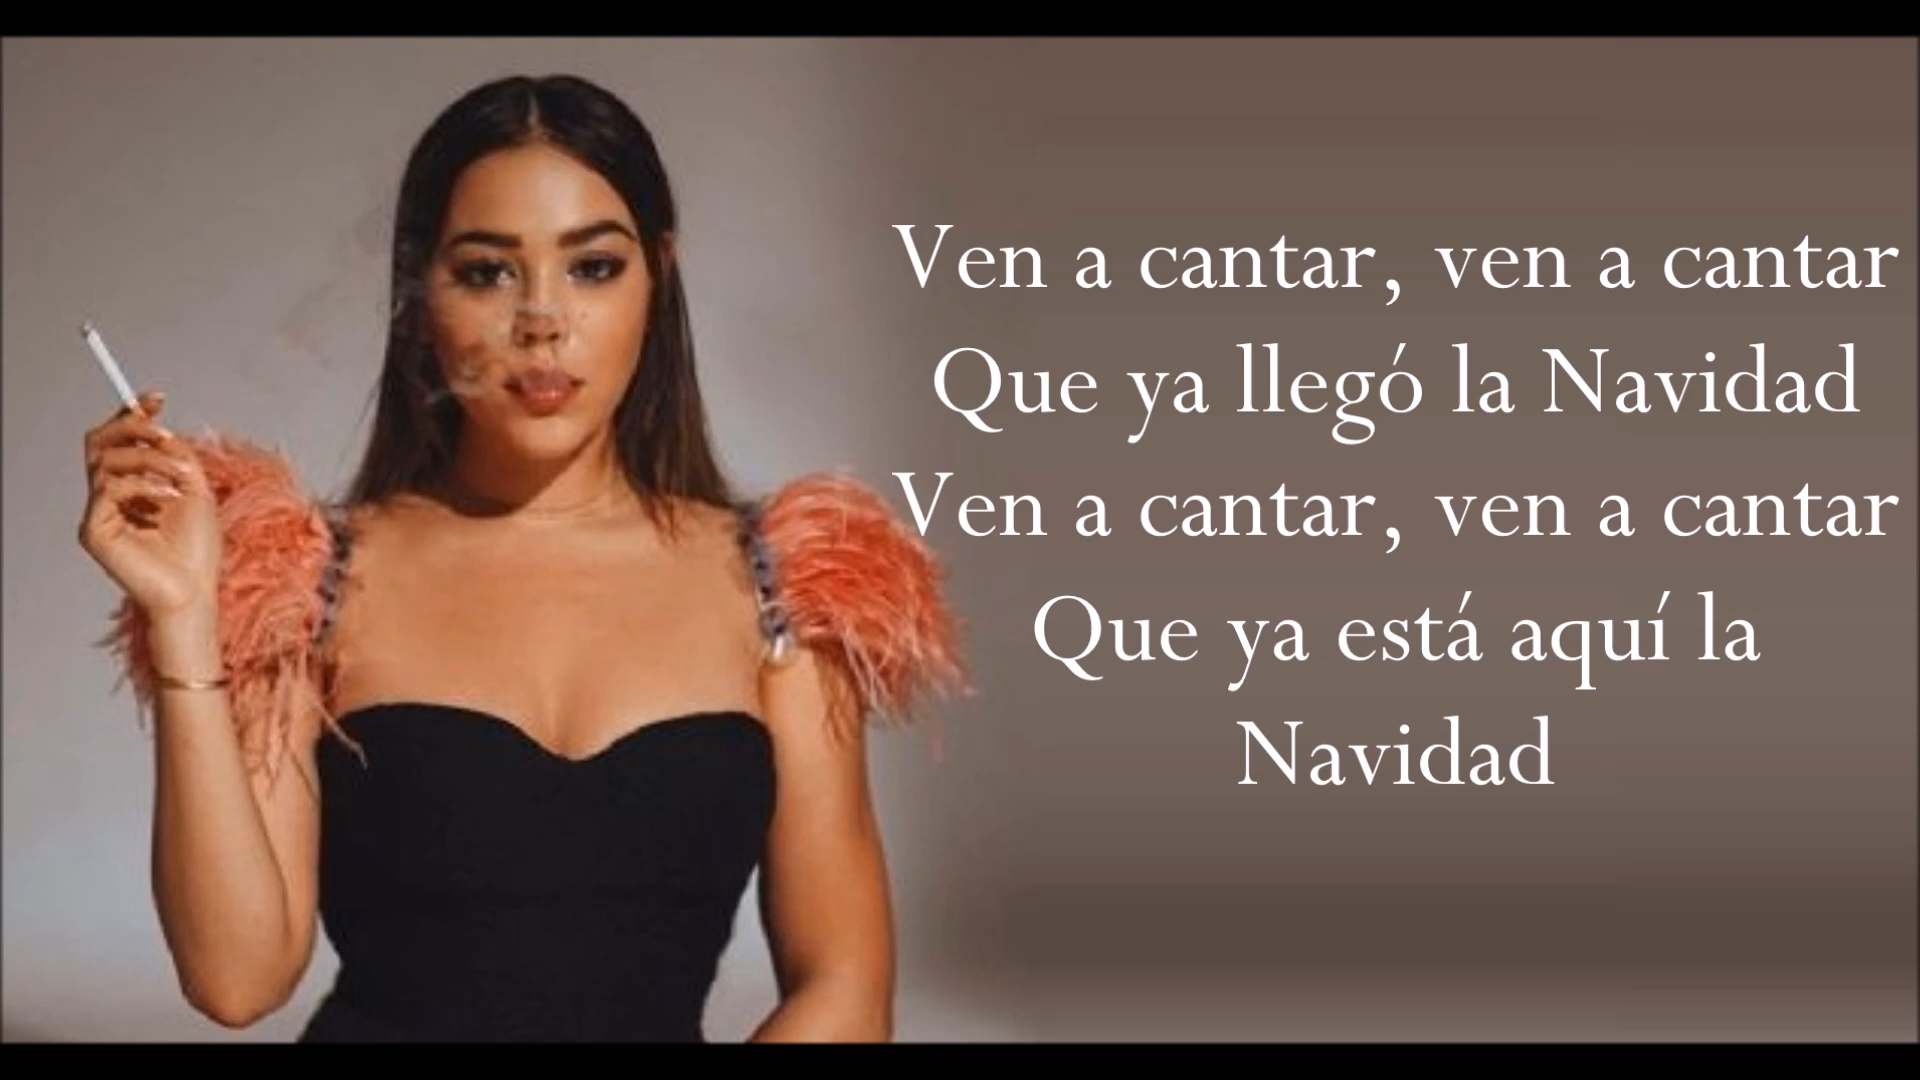 Ven a cantar, ven a cantar
Que ya llegó la Navidad
Ven a cantar, ven a cantar
Que ya está aquí la
Navidad